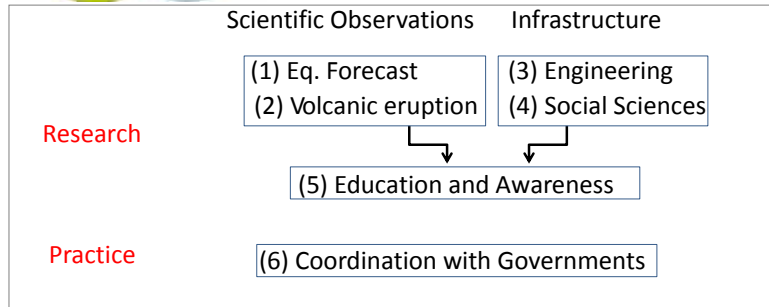 Scientific Observations
Infrastructure
(1) Eq. Forecast
(2) Volcanic eruption
(3) Engineering
(4) Social Sciences
Research
(5) Education and Awareness
Practice
(6) Coordination with Governments